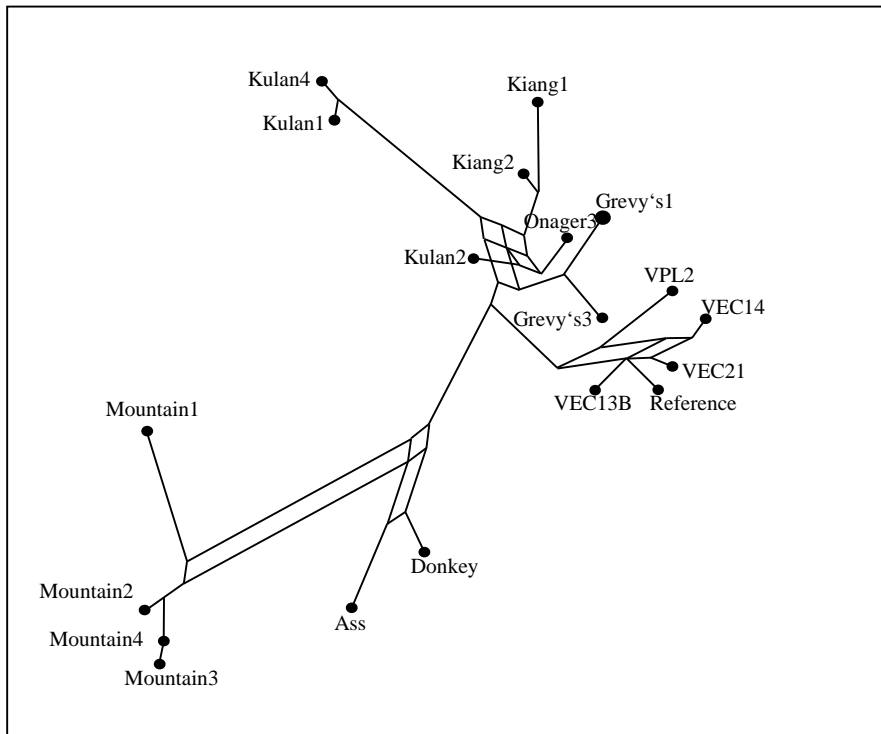 Kulan4
Kiang1
Kulan1
Kiang2
Grevy‘s1
Onager3
Kulan2
VPL2
VEC14
Grevy‘s3
VEC21
VEC13B
Reference
Mountain1
Donkey
Mountain2
Ass
Mountain4
Mountain3